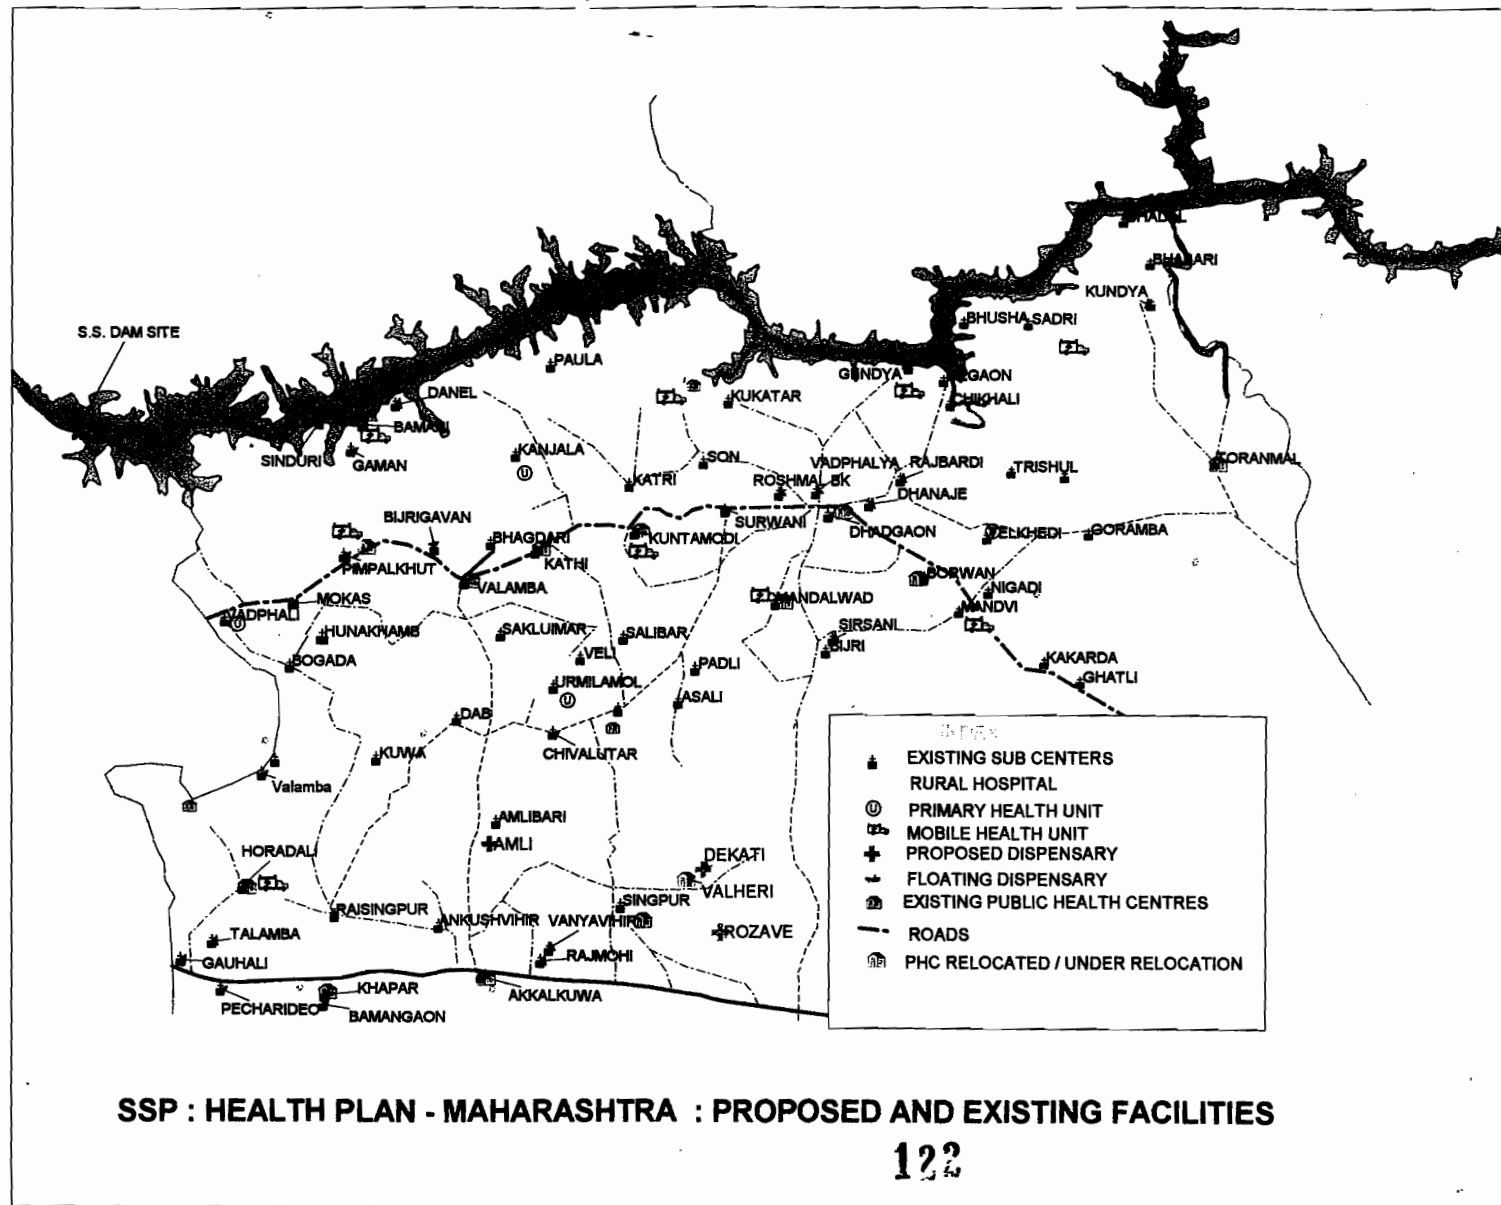 S.S. DAM SITE
BHABARI
KUNDYA
BHUSHA
SADRI
PAULA
GUNDYA
DANEL
KUKATAR
CHIKHALI
BAMANI
SINDURI
GAMAN
KANJALA
SON
KATRI
VADPHALYA
RAJBARDI
ROSHMAL BK
TRISHUL
TORANMAL
DHANAJE
BIJRIGAVAN
SURWANI
DHADGAON
BHAGDARI
KUNTAMODI
VELKHEDI
GORAMBA
KATHI
PIMPALKHUT
VALAMBA
BORWAN
NIGADI
MOKAS
MANDALWAD
MANDVI
VADPHALI
HUNAKHAMB
SAKLUIMAR
SALIBAR
SIRSANI
BIJRI
BOGADA
VELI
PADLI
KAKARDA
GHATLI
URMILAMOL
ASALI
DAB
KUWA
CHIVALUTAR
Valamba
AMLIBARI
AMLI
HORADALI
DEKATI
VALHERI
RAISINGPUR
ANKUSHVIHIR
VANYAVIHIR
SINGPUR
ROZAVE
TALAMBA
GAUHALI
RAJMOHI
PECHARIDEO
KHAPAR
BAMANGAON
AKKALKUWA
INDEX
EXISTING SUB CENTERS
RURAL HOSPITAL
U PRIMARY HEALTH UNIT
MOBILE HEALTH UNIT
PROPOSED DISPENSARY
FLOATING DISPENSARY
EXISTING PUBLIC HEALTH CENTRES
ROADS
PHC RELOCATED / UNDER RELOCATION
SSP : HEALTH PLAN - MAHARASHTRA : PROPOSED AND EXISTING FACILITIES
122